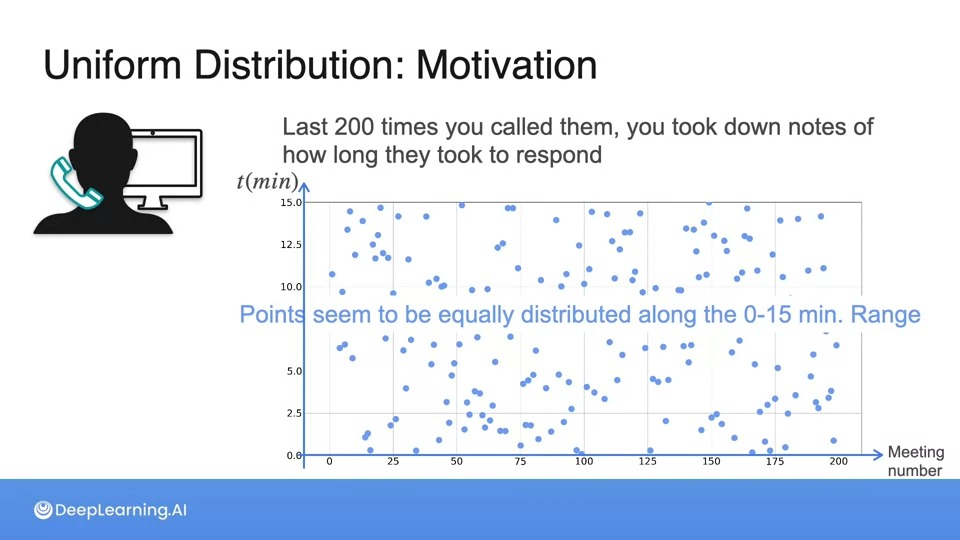 Uniform Distribution: Motivation
Last 200 times you called them, you took down notes of
how long they took to respond
t(min)
15.0
12.5
10.0
Points seem to be equally distributed along the 0-15 min. Range
5.0
2.5
0.0
0 25 50 75 100 125 150 175 200
Meeting
number
DeepLearning.AI